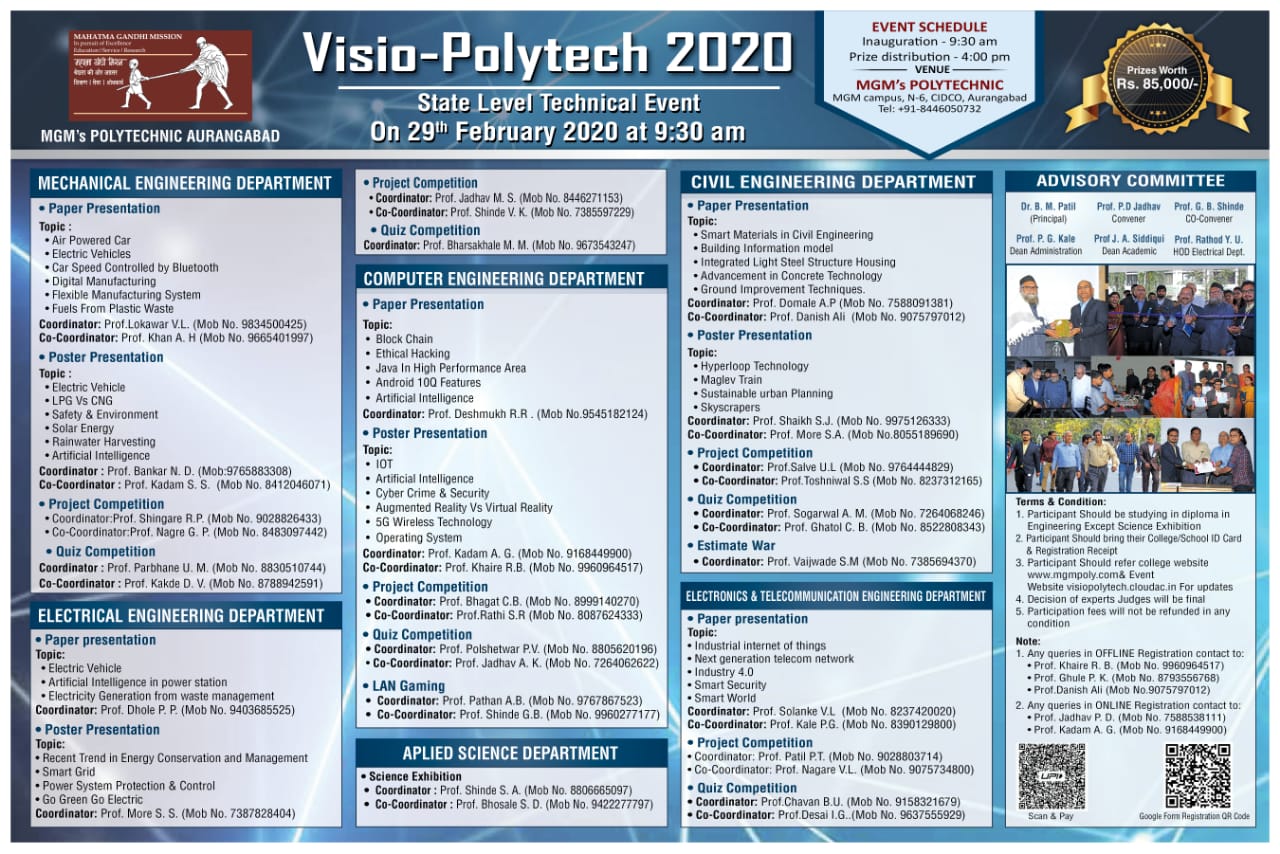 MAHATMA GANDHI MISSION
In pursuit of Excellence
Education / Service / Research
महात्मा गांधी मिशन
MGM's POLYTECHNIC AURANGABAD
Visio-Polytech 2020
State Level Technical Event
On 29th February 2020 at 9:30 am
EVENT SCHEDULE
Inauguration - 9:30 am
Prize distribution - 4:00 pm
VENUE
MGM's POLYTECHNIC
MGM campus, N-6, CIDCO, Aurangabad
Tel: +91-8446050732
Prizes Worth
Rs. 85,000/-
MECHANICAL ENGINEERING DEPARTMENT
• Paper Presentation
Topic :
• Air Powered Car
• Electric Vehicles
• Car Speed Controlled by Bluetooth
• Digital Manufacturing
• Flexible Manufacturing System
• Fuels From Plastic Waste
Coordinator: Prof.Lokawar V.L. (Mob No. 9834500425)
Co-Coordinator: Prof. Khan A. H (Mob No. 9665401997)
• Poster Presentation
Topic :
• Electric Vehicle
• LPG Vs CNG
• Safety & Environment
• Solar Energy
• Rainwater Harvesting
• Artificial Intelligence
Coordinator : Prof. Bankar N. D. (Mob:9765883308)
Co-Coordinator : Prof. Kadam S. S. (Mob No. 8412046071)
• Project Competition
• Coordinator:Prof. Shingare R.P. (Mob No. 9028826433)
• Co-Coordinator:Prof. Nagre G. P. (Mob No. 8483097442)
• Quiz Competition
Coordinator : Prof. Parbhane U. M. (Mob No. 8830510744)
Co-Coordinator : Prof. Kakde D. V. (Mob No. 8788942591)
ELECTRICAL ENGINEERING DEPARTMENT
• Paper presentation
Topic:
• Electric Vehicle
• Artificial Intelligence in power station
• Electricity Generation from waste management
Coordinator: Prof. Dhole P. P. (Mob No. 9403685525)
• Poster Presentation
Topic:
• Recent Trend in Energy Conservation and Management
• Smart Grid
• Power System Protection & Control
• Go Green Go Electric
Coordinator: Prof. More S. S. (Mob No. 7387828404)
• Project Competition
• Coordinator: Prof. Jadhav M. S. (Mob No. 8446271153)
• Co-Coordinator: Prof. Shinde V. K. (Mob No. 7385597229)
• Quiz Competition
Coordinator: Prof. Bharsakhale M. M. (Mob No. 9673543247)
COMPUTER ENGINEERING DEPARTMENT
• Paper Presentation
Topic:
• Block Chain
• Ethical Hacking
• Java In High Performance Area
• Android 10Q Features
• Artificial Intelligence
Coordinator: Prof. Deshmukh R.R . (Mob No.9545182124)
• Poster Presentation
Topic:
• IOT
• Artificial Intelligence
• Cyber Crime & Security
• Augmented Reality Vs Virtual Reality
• 5G Wireless Technology
• Operating System
Coordinator: Prof. Kadam A. G. (Mob No. 9168449900)
Co-Coordinator: Prof. Khaire R.B. (Mob No. 9960964517)
• Project Competition
• Coordinator: Prof. Bhagat C.B. (Mob No. 8999140270)
• Co-Coordinator: Prof.Rathi S.R (Mob No. 8087624333)
• Quiz Competition
• Coordinator: Prof. Polshetwar P.V. (Mob No. 8805620196)
• Co-Coordinator: Prof. Jadhav A. K. (Mob No. 7264062622)
• LAN Gaming
• Coordinator: Prof. Pathan A.B. (Mob No. 9767867523)
• Co-Coordinator: Prof. Shinde G.B. (Mob No. 9960277177)
APLIED SCIENCE DEPARTMENT
• Science Exhibition
• Coordinator : Prof. Shinde S. A. (Mob No. 8806665097)
• Co-Coordinator : Prof. Bhosale S. D. (Mob No. 9422277797)
CIVIL ENGINEERING DEPARTMENT
• Paper Presentation
Topic:
• Smart Materials in Civil Engineering
• Building Information model
• Integrated Light Steel Structure Housing
• Advancement in Concrete Technology
• Ground Improvement Techniques.
Coordinator: Prof. Domale A.P (Mob No. 7588091381)
Co-Coordinator: Prof. Danish Ali (Mob No. 9075797012)
• Poster Presentation
Topic:
• Hyperloop Technology
• Maglev Train
• Sustainable urban Planning
• Skyscrapers
Coordinator: Prof. Shaikh S.J. (Mob No. 9975126333)
Co-Coordinator: Prof. More S.A. (Mob No.8055189690)
• Project Competition
• Coordinator: Prof.Salve U.L (Mob No. 9764444829)
• Co-Coordinator: Prof.Toshniwal S.S (Mob No. 8237312165)
• Quiz Competition
• Coordinator: Prof. Sogarwal A. M. (Mob No. 7264068246)
• Co-Coordinator: Prof. Ghatol C. B. (Mob No. 8522808343)
• Estimate War
• Coordinator: Prof. Vaijwade S.M (Mob No. 7385694370)
ELECTRONICS & TELECOMMUNICATION ENGINEERING DEPARTMENT
• Paper presentation
Topic:
• Industrial internet of things
• Next generation telecom network
• Industry 4.0
• Smart Security
• Smart World
Coordinator: Prof. Solanke V.L (Mob No. 8237420020)
Co-Coordinator: Prof. Kale P.G. (Mob No. 8390129800)
• Project Competition
• Coordinator: Prof. Patil P.T. (Mob No. 9028803714)
• Co-Coordinator: Prof. Nagare V.L. (Mob No. 9075734800)
• Quiz Competition
• Coordinator: Prof.Chavan B.U. (Mob No. 9158321679)
• Co-Coordinator: Prof.Desai I.G..(Mob No. 9637555929)
ADVISORY COMMITTEE
Dr. B. M. Patil Prof. P.D Jadhav Prof. G. B. Shinde
(Principal) Convener CO-Convener
Prof. P. G. Kale Prof J. A. Siddiqui Prof. Rathod Y. U.
Dean Administration Dean Academic HOD Electrical Dept.
Terms & Condition:
1. Participant Should be studying in diploma in
Engineering Except Science Exhibition
2. Participant Should bring their College/School ID Card
& Registration Receipt
3. Participant Should refer college website
www.mgmpoly.com& Event
Website visiopolytech.cloudac.in For updates
4. Decision of experts Judges will be final
5. Participation fees will not be refunded in any
condition
Note:
1. Any queries in OFFLINE Registration contact to:
• Prof. Khaire R. B. (Mob No. 9960964517)
• Prof. Ghule P. K. (Mob No. 8793556768)
• Prof.Danish Ali (Mob No.9075797012)
2. Any queries in ONLINE Registration contact to:
• Prof. Jadhav P. D. (Mob No. 7588538111)
• Prof. Kadam A. G. (Mob No. 9168449900)
UPI
Scan & Pay
Google Form Registration QR Code